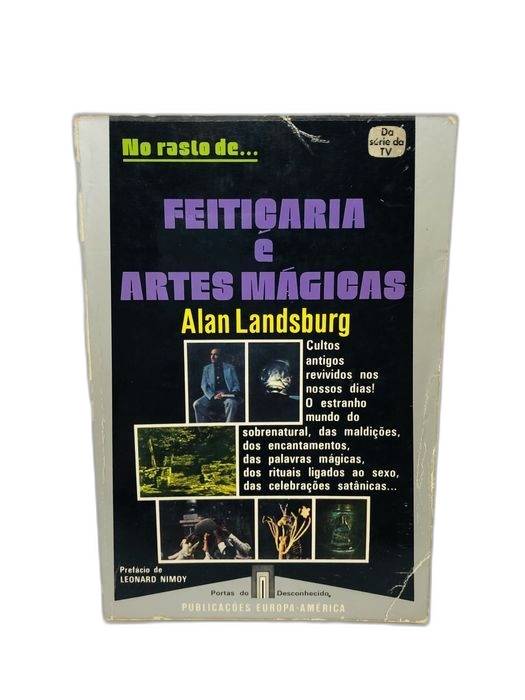 No rasto de...
Da
série da
TV
FEITIÇARIA
e
ARTES MÁGICAS
Alan Landsburg
Cultos
antigos
revividos nos
nossos dias!
O estranho
mundo do
sobrenatural, das maldições,
dos encantamentos,
das palavras mágicas,
dos rituais ligados ao sexo,
das celebrações satânicas...
Prefácio de
LEONARD NIMOY
Portas do Desconhecido
PUBLICAÇÕES EUROPA-AMÉRICA